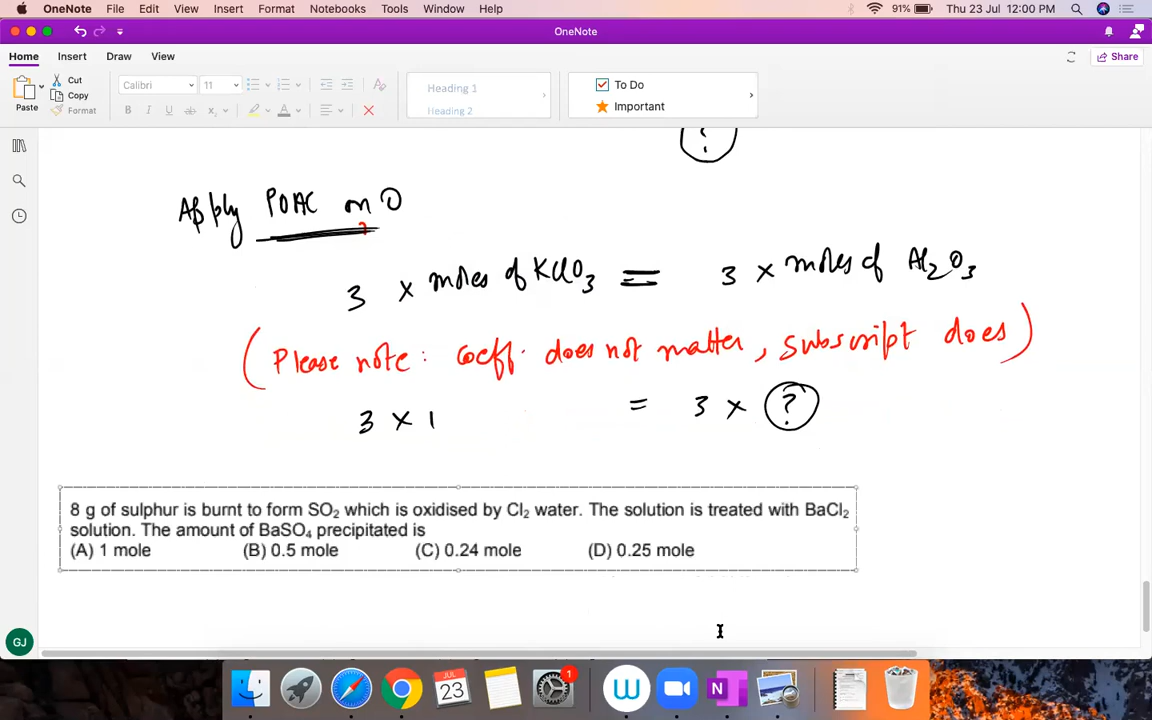 OneNote File Edit View Insert Format Notebooks Tools Window Help 91% Thu 23 Jul 12:00 PM
OneNote
Home Insert Draw View Share
Paste Cut Copy Format
Calibri 11
B I U
Heading 1
Heading 2
To Do
Important
?
Apply POAC on O
3 × moles of KClO3 = 3 × moles of Al2O3
(Please note: coeff. does not matter, subscript does)
3 × 1 = 3 × ?
8 g of sulphur is burnt to form SO2 which is oxidised by Cl2 water. The solution is treated with BaCl2
solution. The amount of BaSO4 precipitated is
(A) 1 mole (B) 0.5 mole (C) 0.24 mole (D) 0.25 mole
GJ
JUL
23
1